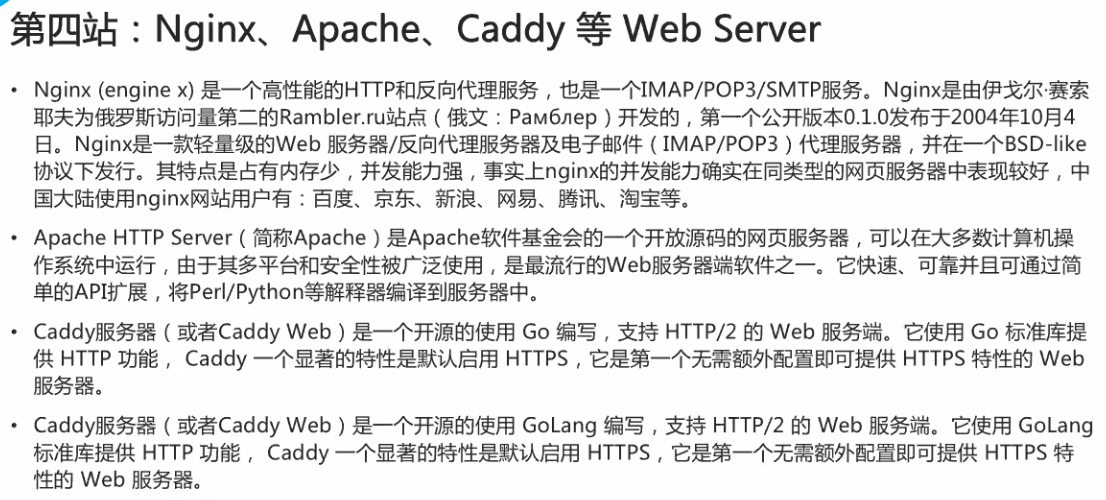 第四站：Nginx、Apache、Caddy 等 Web Server
• Nginx (engine x) 是一个高性能的HTTP和反向代理服务，也是一个IMAP/POP3/SMTP服务。Nginx是由伊戈尔·赛索
耶夫为俄罗斯访问量第二的Rambler.ru站点（俄文：Рамблер）开发的，第一个公开版本0.1.0发布于2004年10月4
日。Nginx是一款轻量级的Web 服务器/反向代理服务器及电子邮件（IMAP/POP3）代理服务器，并在一个BSD-like
协议下发行。其特点是占有内存少，并发能力强，事实上nginx的并发能力确实在同类型的网页服务器中表现较好，中
国大陆使用nginx网站用户有：百度、京东、新浪、网易、腾讯、淘宝等。
• Apache HTTP Server（简称Apache）是Apache软件基金会的一个开放源码的网页服务器，可以在大多数计算机操
作系统中运行，由于其多平台和安全性被广泛使用，是最流行的Web服务器端软件之一。它快速、可靠并且可通过简
单的API扩展，将Perl/Python等解释器编译到服务器中。
• Caddy服务器（或者Caddy Web）是一个开源的使用 Go 编写，支持 HTTP/2 的 Web 服务端。它使用 Go 标准库提
供 HTTP 功能， Caddy 一个显著的特性是默认启用 HTTPS，它是第一个无需额外配置即可提供 HTTPS 特性的 Web
服务器。
• Caddy服务器（或者Caddy Web）是一个开源的使用 GoLang 编写，支持 HTTP/2 的 Web 服务端。它使用 GoLang
标准库提供 HTTP 功能， Caddy 一个显著的特性是默认启用 HTTPS，它是第一个无需额外配置即可提供 HTTPS 特
性的 Web 服务器。